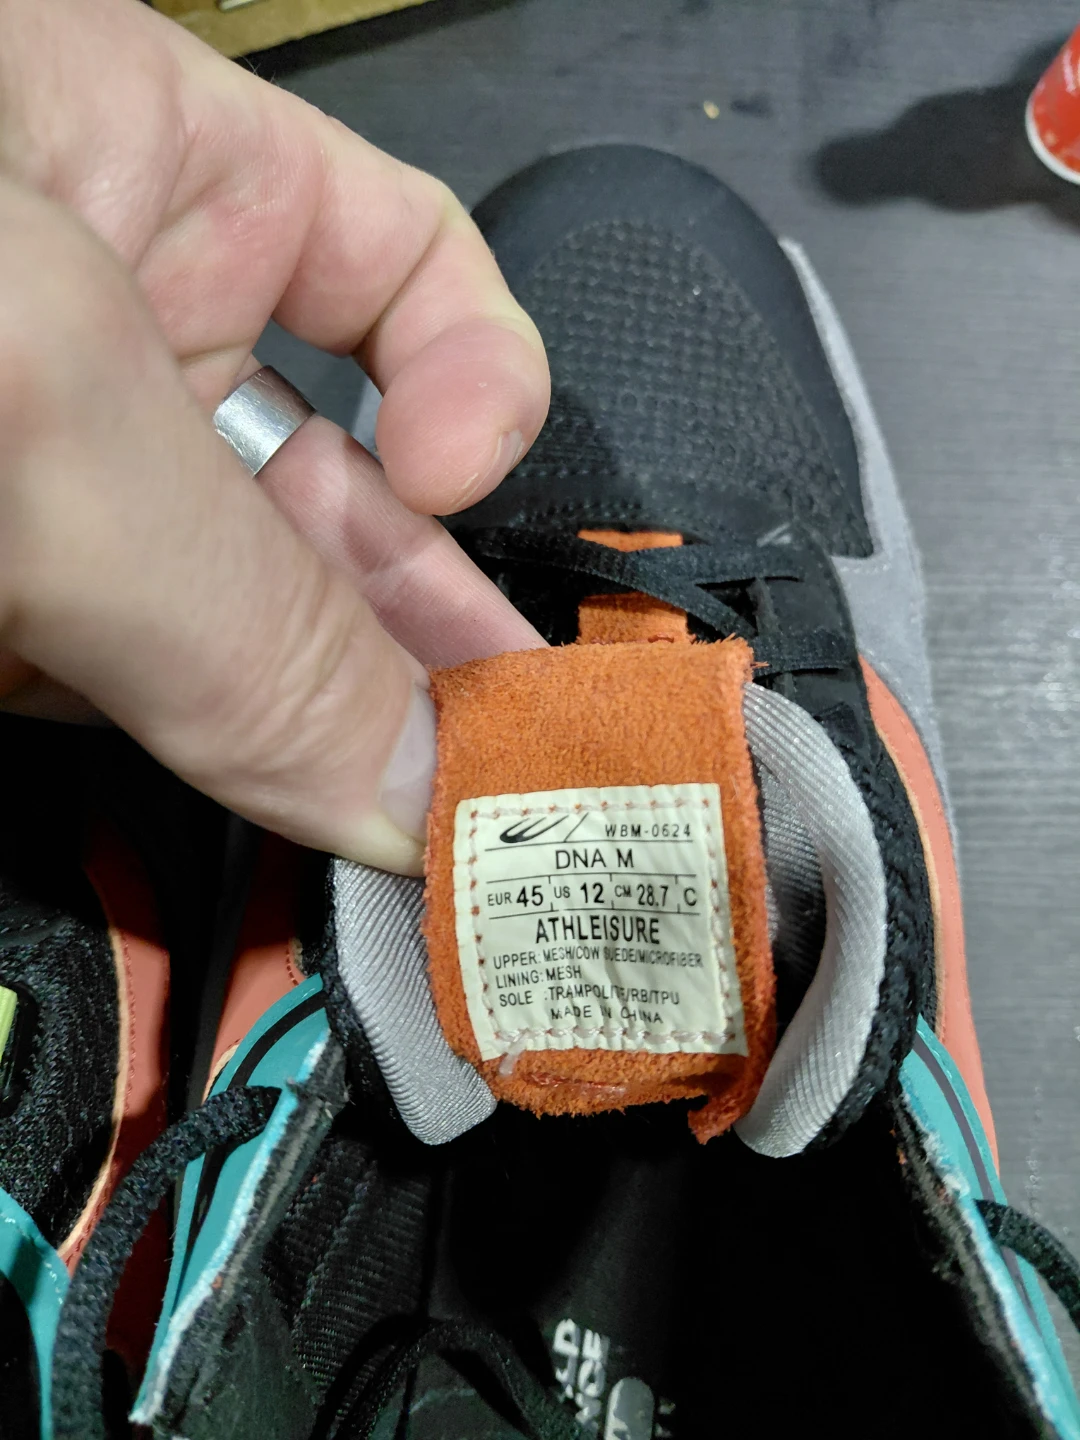 WBM-0624
DNA M
EUR 45 US 12 CM 28.7 C
ATHLEISURE
UPPER: MESH/COW SUEDE/MICROFIBER
LINING: MESH
SOLE :TRAMPOLITE/RB/TPU
MADE IN CHINA